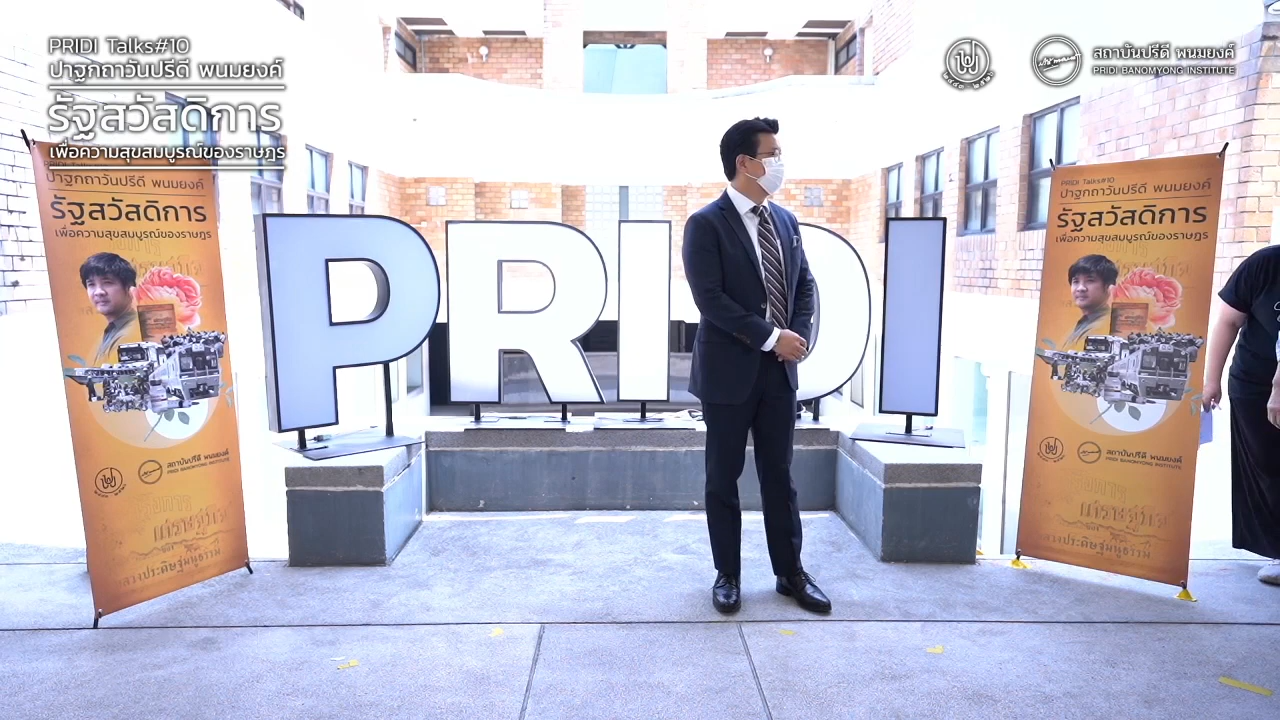 PRIDI Talks#10
ปาฐกถาวันปรีดี พนมยงค์
รัฐสวัสดิการ
เพื่อความสุขสมบูรณ์ของราษฎร
สถาบันปรีดี พนมยงค์
PRIDI BANOMYONG INSTITUTE
PRIDI
ปาฐกถาวันปรีดี พนมยงค์
รัฐสวัสดิการ
เพื่อความสุขสมบูรณ์ของราษฎร
สถาบันปรีดี พนมยงค์
PRIDI BANOMYONG INSTITUTE
PRIDI Talks#10
ปาฐกถาวันปรีดี พนมยงค์
รัฐสวัสดิการ
เพื่อความสุขสมบูรณ์ของราษฎร
สถาบันปรีดี พนมยงค์
PRIDI BANOMYONG INSTITUTE